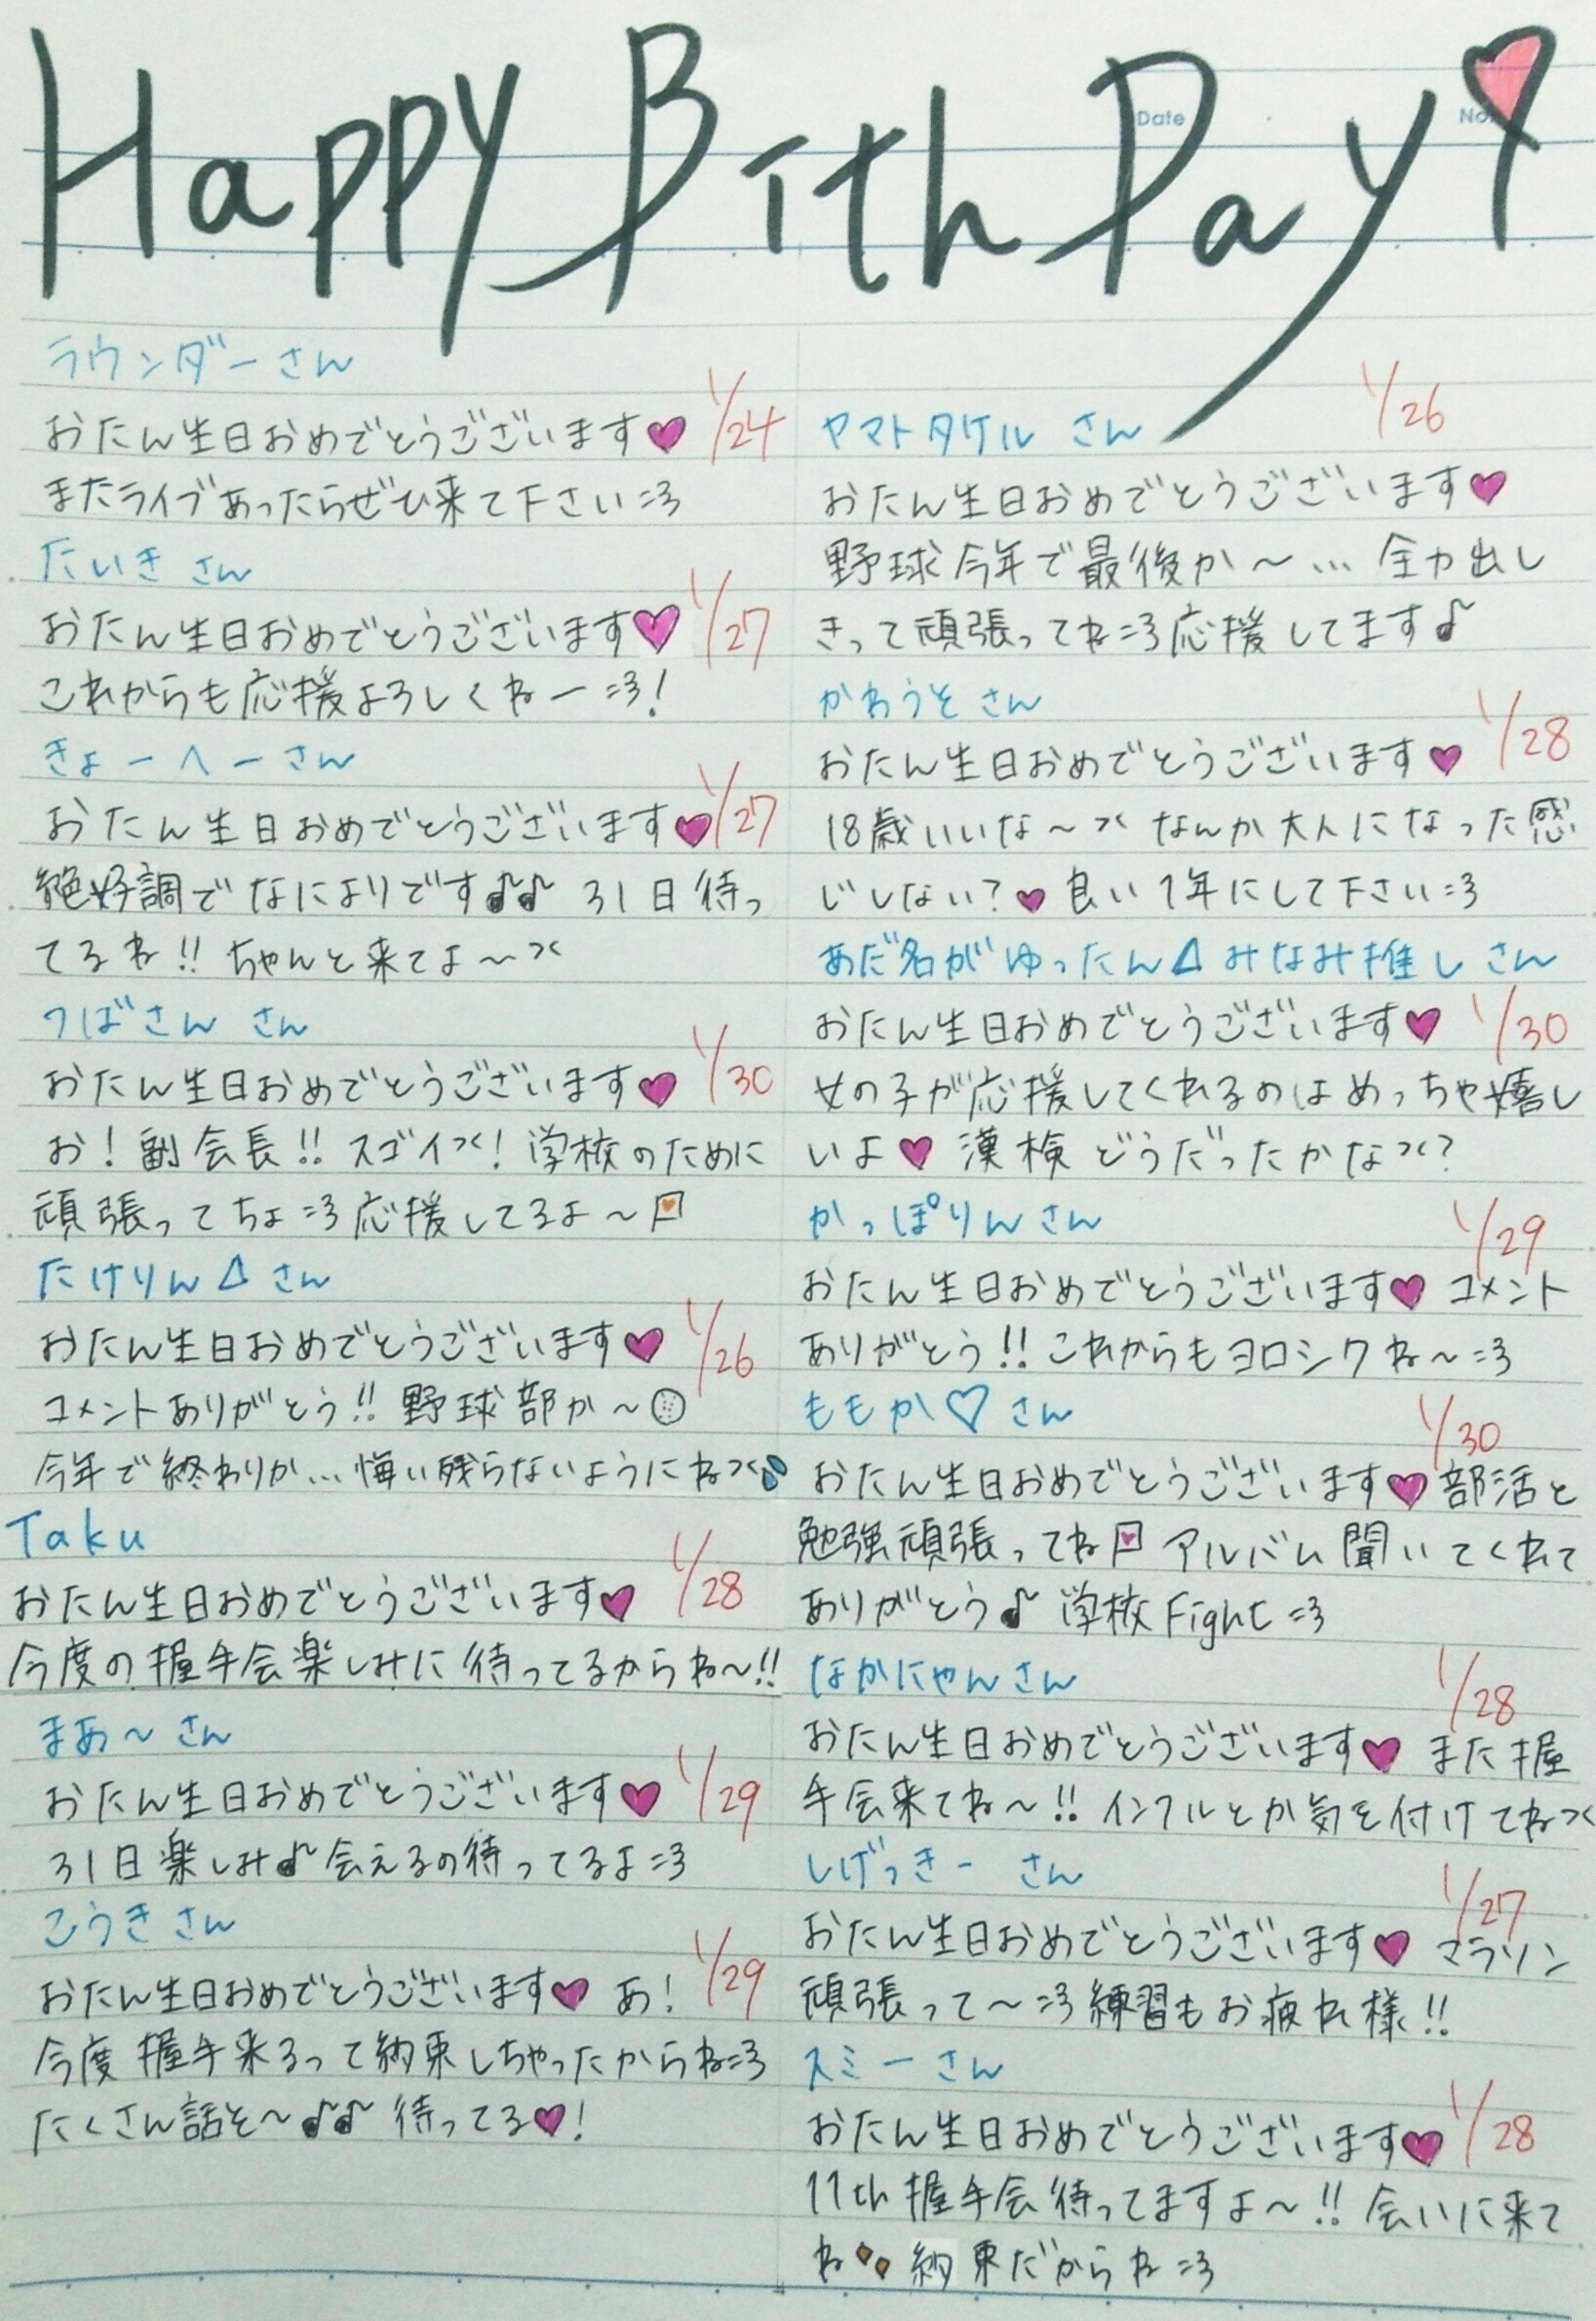 Happy BithDay!
Date
No.
ラウンダーさん
おたん生日おめでとうございます♥ 1/24
またライブあったらぜひ来て下さい=3
たいき さん
おたん生日おめでとうございます♥ 1/27
これからも応援よろしくねー=3!
きょーへーさん
おたん生日おめでとうございます♥ 1/27
絶好調でなによりです♪♪ 31日待っ
てるね!! ちゃんと来てよ〜><
つばさん さん
おたん生日おめでとうございます♥ 1/30
お!副会長!! スゴイ><! 学校のために
頑張ってちょ=3応援してるよ〜
たけりん△ さん
おたん生日おめでとうございます♥ 1/26
コメントありがとう!! 野球部か〜
今年で終わりか…悔い残らないようにね><
Taku
おたん生日おめでとうございます♥ 1/28
今度の握手会楽しみに待ってるからね〜!!
まあ〜 さん
おたん生日おめでとうございます♥ 1/29
31日楽しみ♪会えるの待ってるよ=3
こうき さん
おたん生日おめでとうございます♥ あ! 1/29
今度握手来るって約束しちゃったからね=3
たくさん話そ〜♪♪ 待ってる♥!
ヤマトタケル さん 1/26
おたん生日おめでとうございます♥
野球今年で最後か〜… 全力出し
きって頑張ってね=3応援してます♪
かわうそ さん
おたん生日おめでとうございます♥ 1/28
18歳いいな〜>< なんか大人になった感
じしない?♥ 良い1年にして下さい=3
あだ名がゆったん△ みなみ推し さん
おたん生日おめでとうございます♥ 1/30
女の子が応援してくれるのはめっちゃ嬉し
いよ♥ 漢検どうだったかな><?
かっぽりんさん 1/29
おたん生日おめでとうございます♥ コメント
ありがとう!! これからもヨロシクね〜=3
ももか♡ さん 1/30
おたん生日おめでとうございます♥ 部活と
勉強頑張ってね アルバム聞いてくれて
ありがとう♪ 学校Fight=3
なかにゃんさん 1/28
おたん生日おめでとうございます♥ また握
手会来てね〜!! インフルとか気を付けてね><
しげっきー さん 1/27
おたん生日おめでとうございます♥ マラソン
頑張って〜=3練習もお疲れ様!!
スミーさん
おたん生日おめでとうございます♥ 1/28
11th握手会待ってますよ〜!! 会いに来て
ね 約束だからね=3